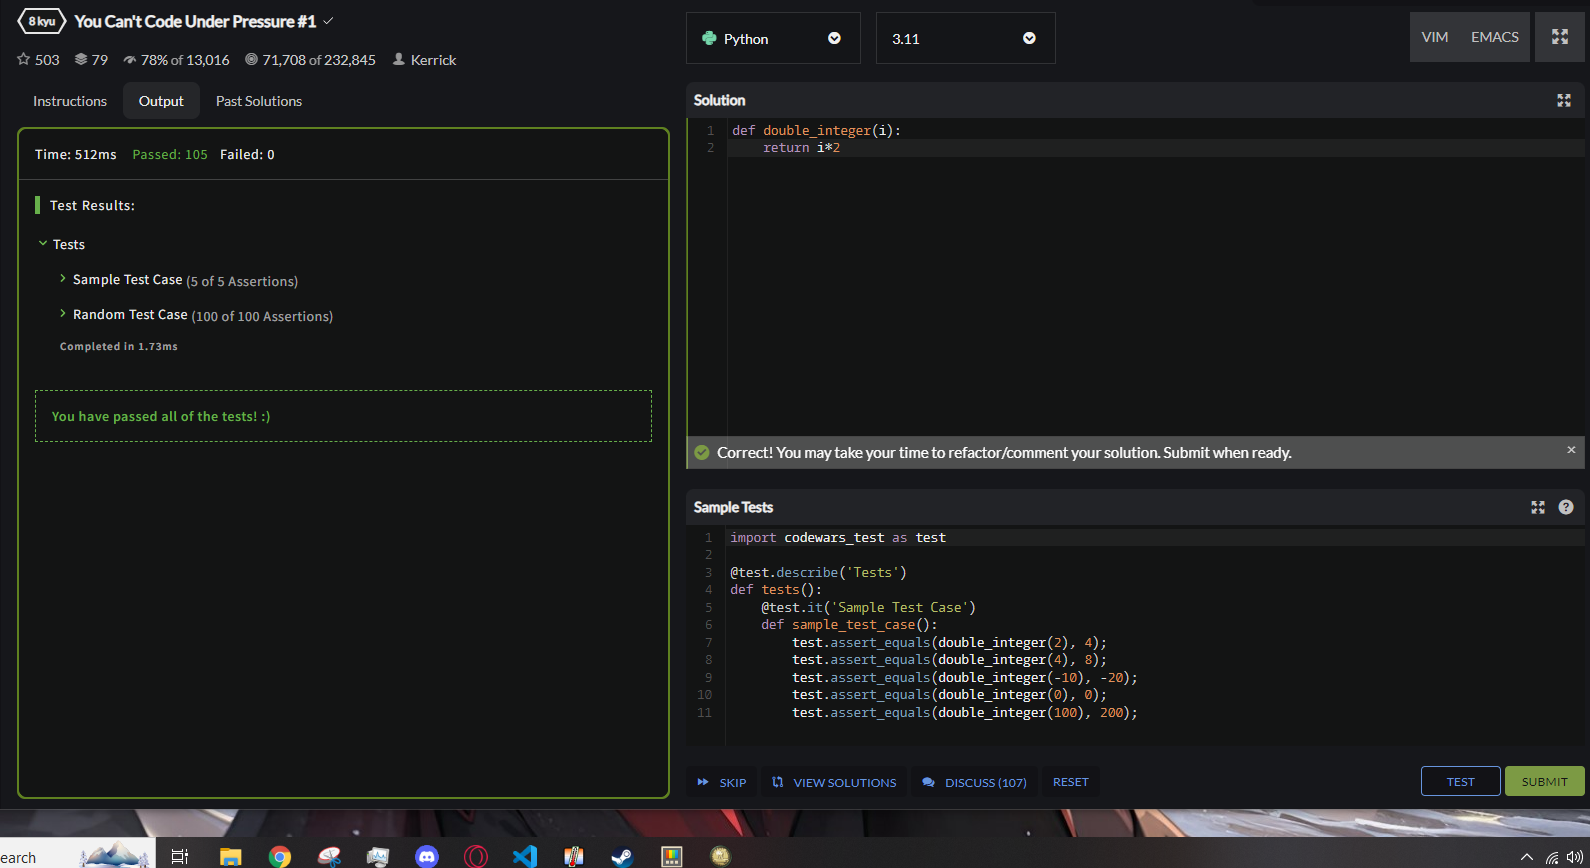 8 kyu You Can't Code Under Pressure #1
503 79 78% of 13,016 71,708 of 232,845 Kerrick
Instructions Output Past Solutions
Time: 512ms Passed: 105 Failed: 0
Test Results:
Tests
Sample Test Case (5 of 5 Assertions)
Random Test Case (100 of 100 Assertions)
Completed in 1.73ms
You have passed all of the tests! :)
Python 3.11 VIM EMACS
Solution
1 def double_integer(i):
2 return i*2
Correct! You may take your time to refactor/comment your solution. Submit when ready. ×
Sample Tests ?
1 import codewars_test as test
2
3 @test.describe('Tests')
4 def tests():
5 @test.it('Sample Test Case')
6 def sample_test_case():
7 test.assert_equals(double_integer(2), 4);
8 test.assert_equals(double_integer(4), 8);
9 test.assert_equals(double_integer(-10), -20);
10 test.assert_equals(double_integer(0), 0);
11 test.assert_equals(double_integer(100), 200);
SKIP VIEW SOLUTIONS DISCUSS (107) RESET TEST SUBMIT
earch